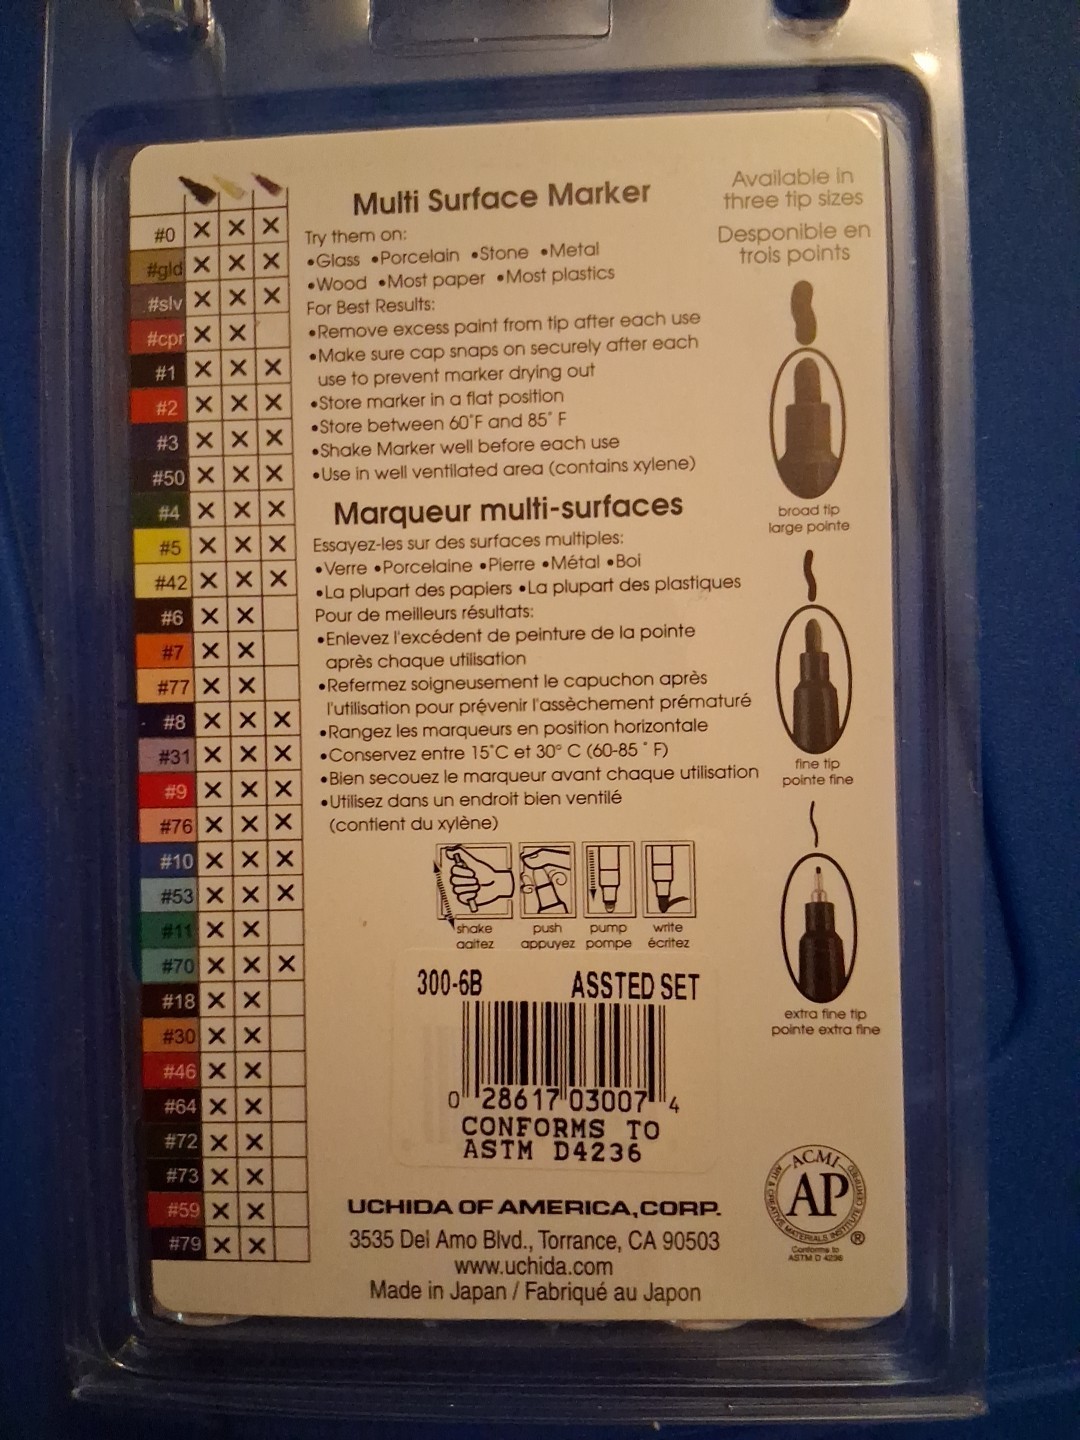 #0 X X X
#gld X X X
#slv X X X
#cpr X X
#1 X X X
#2 X X X
#3 X X X
#50 X X X
#4 X X X
#5 X X X
#42 X X X
#6 X X
#7 X X
#77 X X
#8 X X X
#31 X X X
#9 X X X
#76 X X X
#10 X X X
#53 X X X
#11 X X
#70 X X X
#18 X X
#30 X X
#46 X X
#64 X X
#72 X X
#73 X X
#59 X X
#79 X X
Multi Surface Marker
Try them on:
•Glass •Porcelain •Stone •Metal
•Wood •Most paper •Most plastics
For Best Results:
•Remove excess paint from tip after each use
•Make sure cap snaps on securely after each
use to prevent marker drying out
•Store marker in a flat position
•Store between 60°F and 85° F
•Shake Marker well before each use
•Use in well ventilated area (contains xylene)
Marqueur multi-surfaces
Essayez-les sur des surfaces multiples:
•Verre •Porcelaine •Pierre •Métal •Boi
•La plupart des papiers •La plupart des plastiques
Pour de meilleurs résultats:
•Enlevez l'excédent de peinture de la pointe
après chaque utilisation
•Refermez soigneusement le capuchon après
l'utilisation pour prévenir l'assèchement prématuré
•Rangez les marqueurs en position horizontale
•Conservez entre 15°C et 30° C (60-85 ° F)
•Bien secouez le marqueur avant chaque utilisation
•Utilisez dans un endroit bien ventilé
(contient du xylène)
shake push pump write
agitez appuyez pompe écritez
300-6B ASSTED SET
0 28617 03007 4
CONFORMS TO
ASTM D4236
UCHIDA OF AMERICA,CORP.
3535 Del Amo Blvd., Torrance, CA 90503
www.uchida.com
Made in Japan / Fabriqué au Japon
Available in
three tip sizes
Desponible en
trois points
broad tip
large pointe
fine tip
pointe fine
extra fine tip
pointe extra fine
ACMI
AP
ART & CREATIVE MATERIALS INSTITUTE CERTIFIED
®
Conforms to
ASTM D 4236